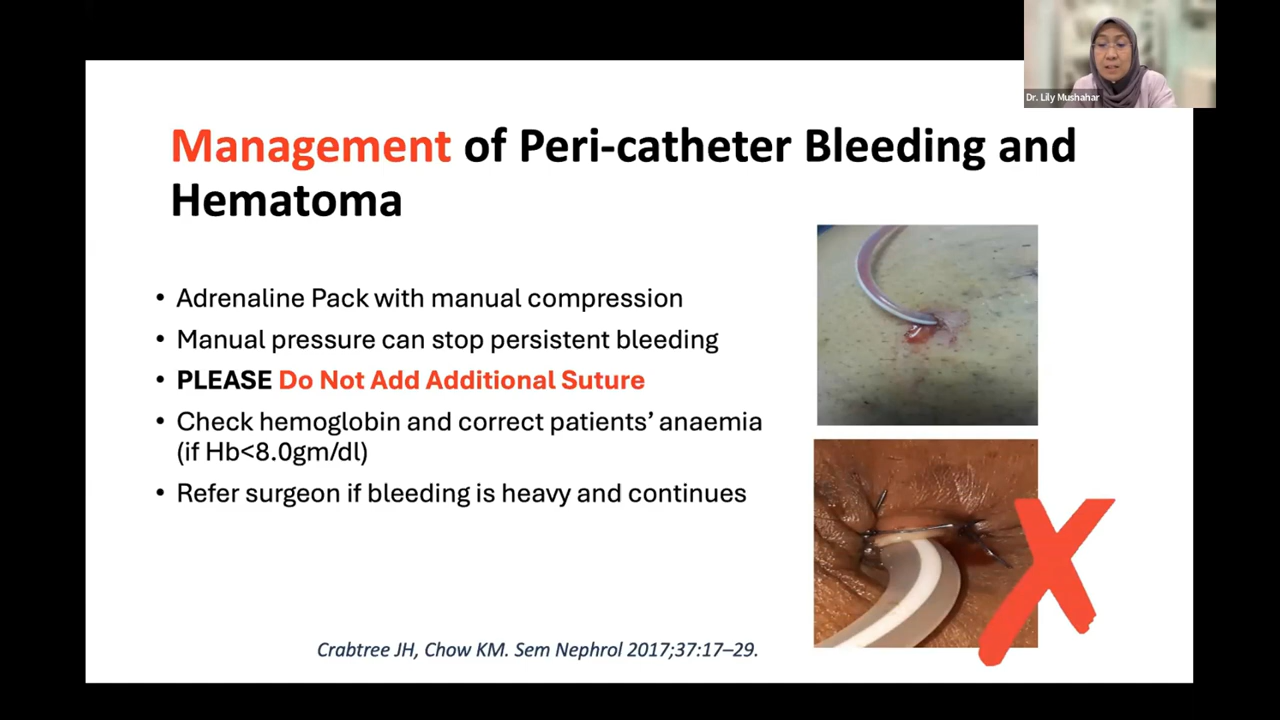 Dr. Lily Mushahar
Management of Peri-catheter Bleeding and
Hematoma
• Adrenaline Pack with manual compression
• Manual pressure can stop persistent bleeding
• PLEASE Do Not Add Additional Suture
• Check hemoglobin and correct patients’ anaemia
(if Hb<8.0gm/dl)
• Refer surgeon if bleeding is heavy and continues
Crabtree JH, Chow KM. Sem Nephrol 2017;37:17–29.